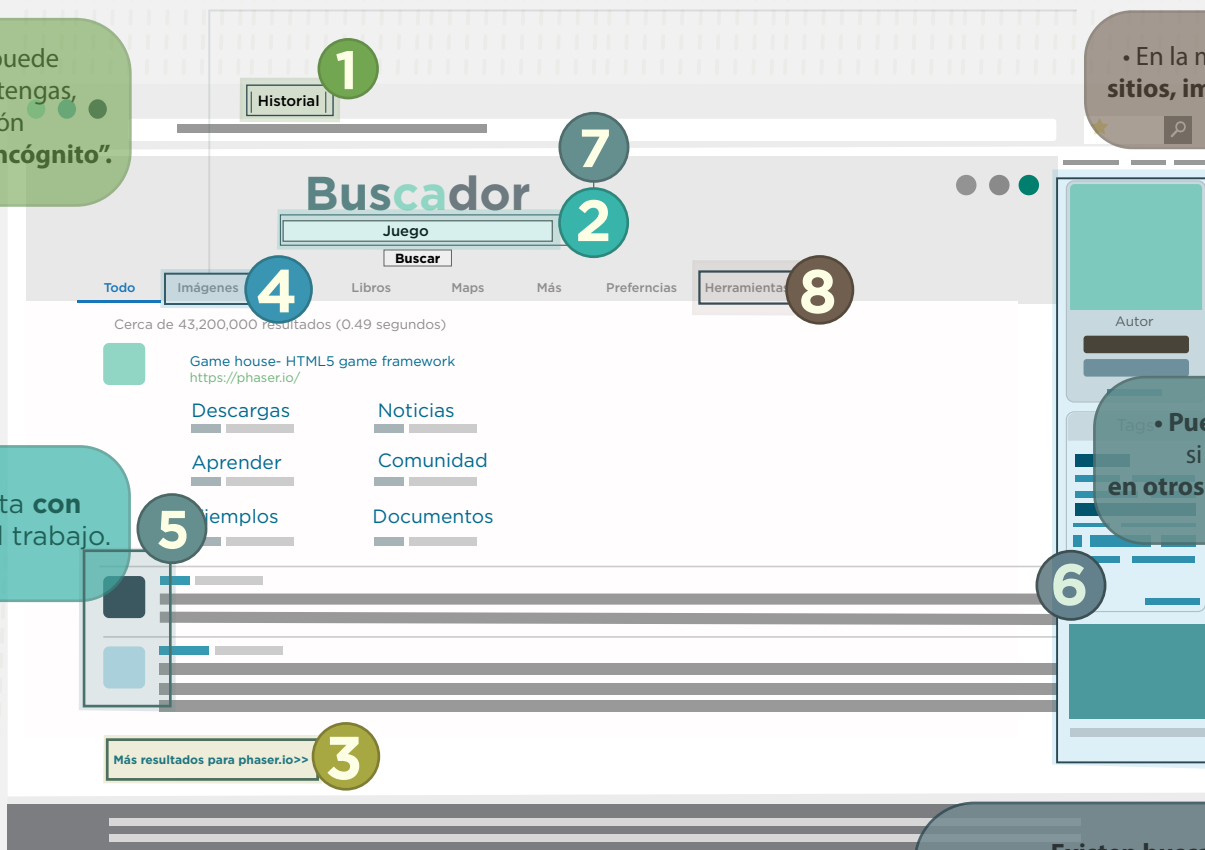 puede
tengas,
ón
ncógnito”.
1
Historial
• En la n
sitios, im
7
Buscador
2
Juego
Buscar
Todo
Imágenes
4
Libros
Maps
Más
Preferncias
Herramientas
8
Cerca de 43,200,000 resultados (0.49 segundos)
Autor
Game house- HTML5 game framework
https://phaser.io/
Descargas
Noticias
Aprender
Comunidad
jemplos
Documentos
Tags
• Pue
si
en otros
ta con
l trabajo.
5
6
Más resultados para phaser.io>>
3
Existen busca